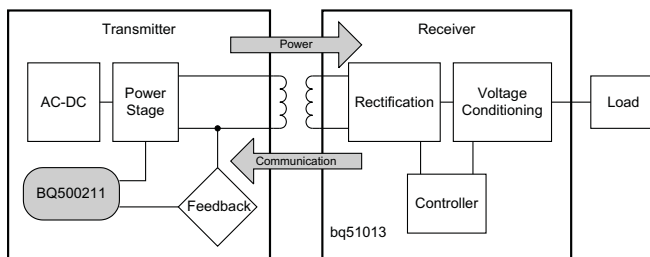 Transmitter
Receiver
Power
AC-DC
Power
Stage
Rectification
Voltage
Conditioning
Load
Communication
BQ500211
Feedback
Controller
bq51013